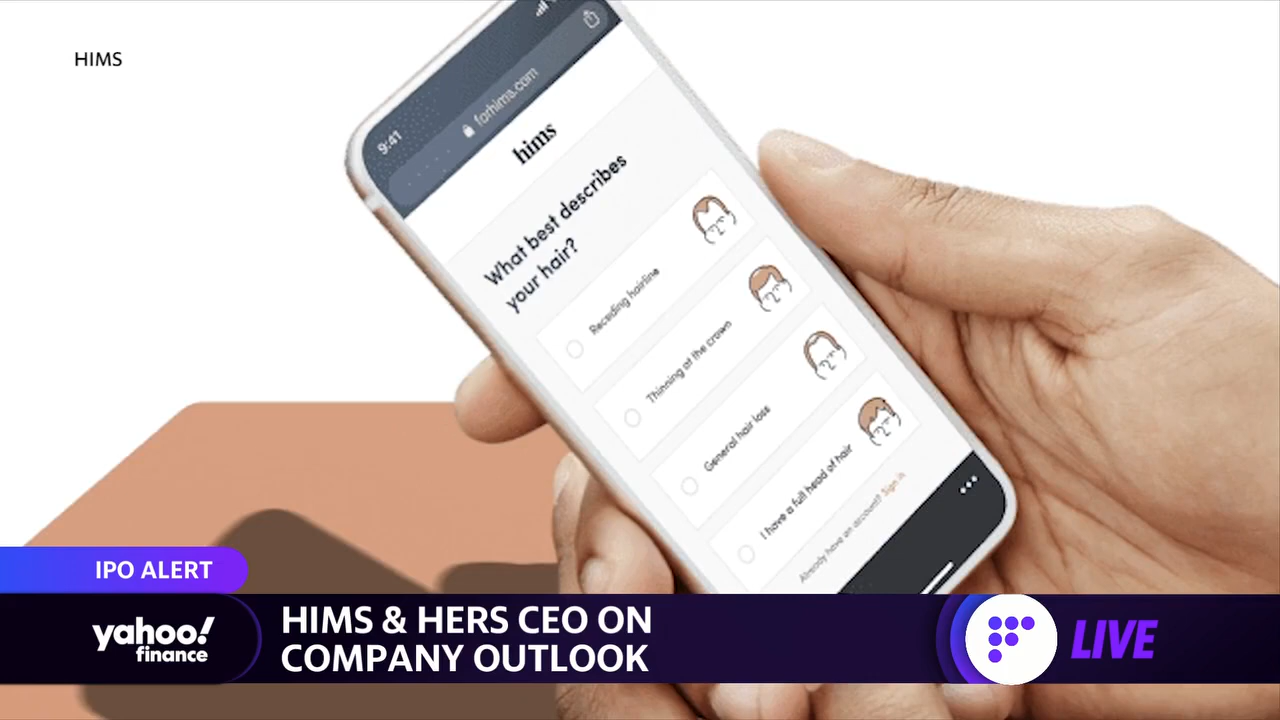 HIMS
9:41
forhims.com
hims
What best describes
your hair?
Receding hairline
Thinning at the crown
General hair loss
I have a full head of hair
Already have an account? Sign in
IPO ALERT
yahoo!
finance
HIMS & HERS CEO ON
COMPANY OUTLOOK
LIVE